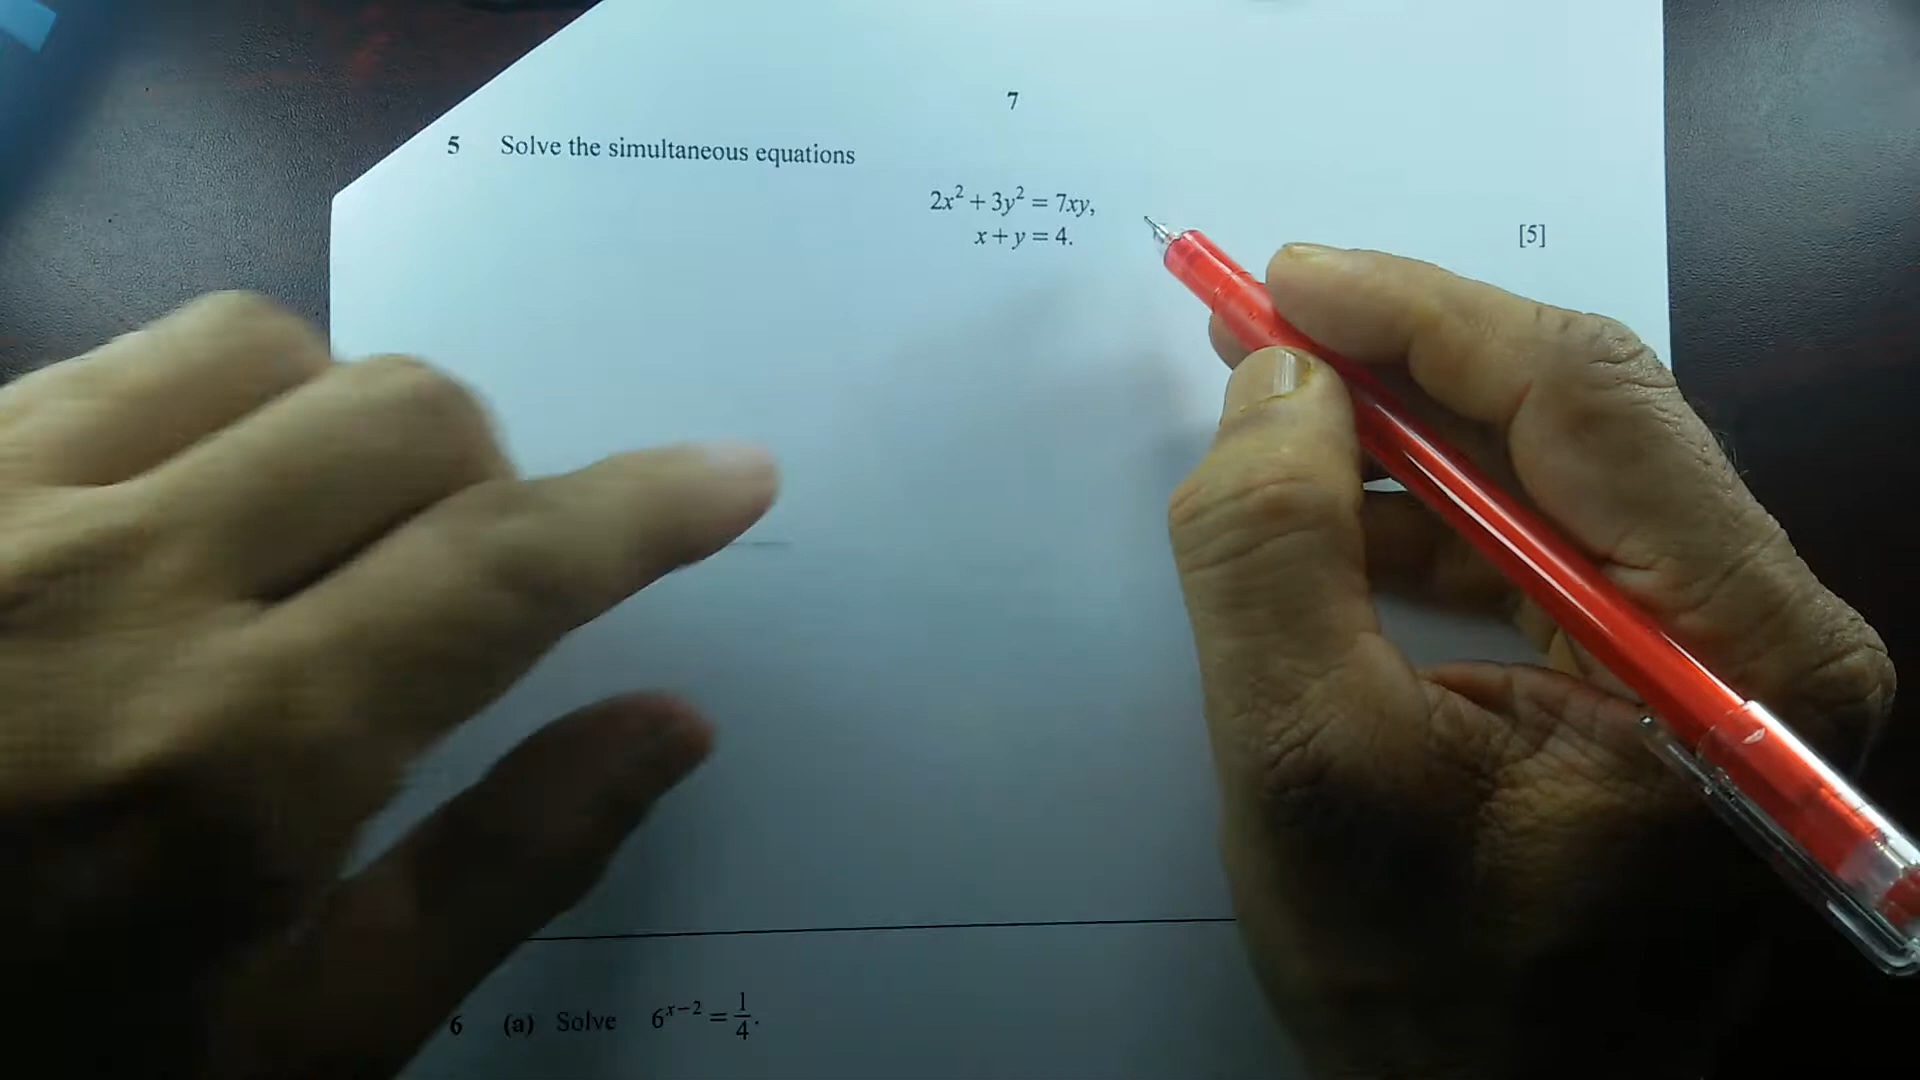 7
5 Solve the simultaneous equations
2x² + 3y² = 7xy,
x + y = 4.
[5]
6 (a) Solve 6^{x−2} = 1/4.